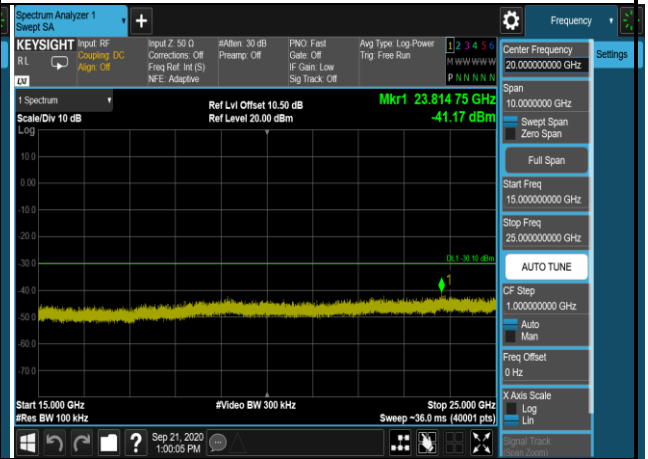 Spectrum Analyzer 1
Swept SA
Frequency
KEYSIGHT
RL
LXI
Input: RF
Coupling: DC
Align: Off
Input Z: 50 Ω
Corrections: Off
Freq Ref: Int (S)
NFE: Adaptive
#Atten: 30 dB
Preamp: Off
PNO: Fast
Gate: Off
IF Gain: Low
Sig Track: Off
Avg Type: Log-Power
Trig: Free Run
1 2 3 4 5 6
M W W W W W
P N N N N N
Settings
Center Frequency
20.000000000 GHz
Span
10.0000000 GHz
Swept Span
Zero Span
Full Span
Start Freq
15.000000000 GHz
Stop Freq
25.000000000 GHz
AUTO TUNE
CF Step
1.000000000 GHz
Auto
Man
Freq Offset
0 Hz
X Axis Scale
Log
Lin
Signal Track
(Span Zoom)
1 Spectrum
Scale/Div 10 dB
Ref Lvl Offset 10.50 dB
Ref Level 20.00 dBm
Mkr1 23.814 75 GHz
-41.17 dBm
Log
10.0
0.00
-10.0
-20.0
-30.0
DL1 -30.10 dBm
1
-40.0
-50.0
-60.0
-70.0
Start 15.000 GHz
#Video BW 300 kHz
Stop 25.000 GHz
#Res BW 100 kHz
Sweep ~36.0 ms (40001 pts)
?
Sep 21, 2020
1:00:05 PM